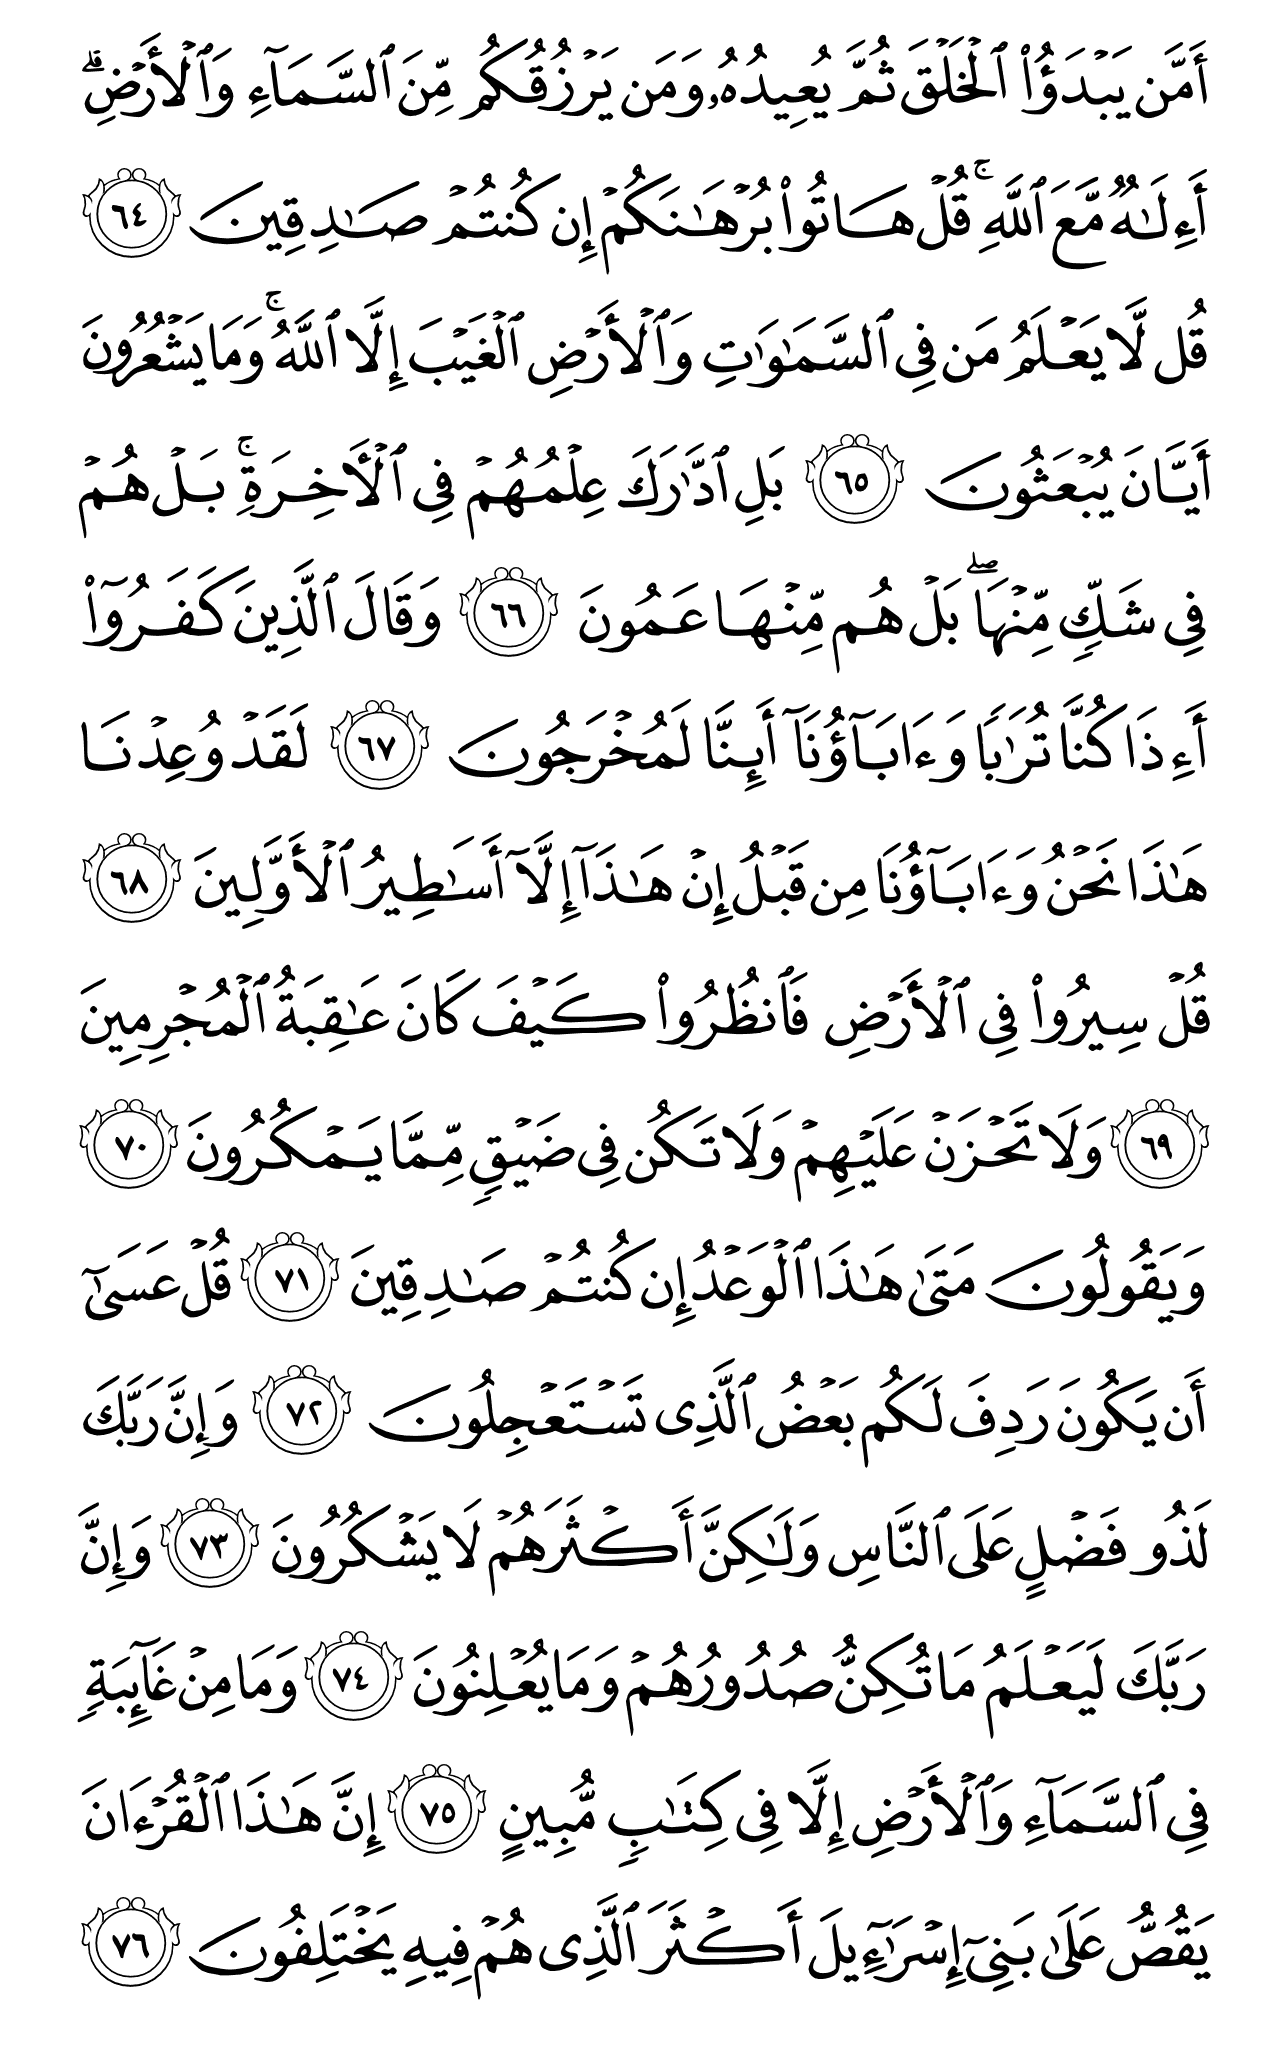 أَمَّن يَبْدَؤُا۟ ٱلْخَلْقَ ثُمَّ يُعِيدُهُۥ وَمَن يَرْزُقُكُم مِّنَ ٱلسَّمَآءِ وَٱلْأَرْضِ ۗ
أَءِلَـٰهٌ مَّعَ ٱللَّهِ ۚ قُلْ هَاتُوا۟ بُرْهَـٰنَكُمْ إِن كُنتُمْ صَـٰدِقِينَ ٦٤
قُل لَّا يَعْلَمُ مَن فِى ٱلسَّمَـٰوَٰتِ وَٱلْأَرْضِ ٱلْغَيْبَ إِلَّا ٱللَّهُ ۚ وَمَا يَشْعُرُونَ
أَيَّانَ يُبْعَثُونَ ٦٥ بَلِ ٱدَّٰرَكَ عِلْمُهُمْ فِى ٱلْـَٔاخِرَةِ ۚ بَلْ هُمْ
فِى شَكٍّ مِّنْهَا ۖ بَلْ هُم مِّنْهَا عَمُونَ ٦٦ وَقَالَ ٱلَّذِينَ كَفَرُوٓا۟
أَءِذَا كُنَّا تُرَٰبًا وَءَابَآؤُنَآ أَئِنَّا لَمُخْرَجُونَ ٦٧ لَقَدْ وُعِدْنَا
هَـٰذَا نَحْنُ وَءَابَآؤُنَا مِن قَبْلُ إِنْ هَـٰذَآ إِلَّآ أَسَـٰطِيرُ ٱلْأَوَّلِينَ ٦٨
قُلْ سِيرُوا۟ فِى ٱلْأَرْضِ فَٱنظُرُوا۟ كَيْفَ كَانَ عَـٰقِبَةُ ٱلْمُجْرِمِينَ
٦٩ وَلَا تَحْزَنْ عَلَيْهِمْ وَلَا تَكُن فِى ضَيْقٍ مِّمَّا يَمْكُرُونَ ٧٠
وَيَقُولُونَ مَتَىٰ هَـٰذَا ٱلْوَعْدُ إِن كُنتُمْ صَـٰدِقِينَ ٧١ قُلْ عَسَىٰٓ
أَن يَكُونَ رَدِفَ لَكُم بَعْضُ ٱلَّذِى تَسْتَعْجِلُونَ ٧٢ وَإِنَّ رَبَّكَ
لَذُو فَضْلٍ عَلَى ٱلنَّاسِ وَلَـٰكِنَّ أَكْثَرَهُمْ لَا يَشْكُرُونَ ٧٣ وَإِنَّ
رَبَّكَ لَيَعْلَمُ مَا تُكِنُّ صُدُورُهُمْ وَمَا يُعْلِنُونَ ٧٤ وَمَا مِنْ غَآئِبَةٍ
فِى ٱلسَّمَآءِ وَٱلْأَرْضِ إِلَّا فِى كِتَـٰبٍ مُّبِينٍ ٧٥ إِنَّ هَـٰذَا ٱلْقُرْءَانَ
يَقُصُّ عَلَىٰ بَنِىٓ إِسْرَٰٓءِيلَ أَكْثَرَ ٱلَّذِى هُمْ فِيهِ يَخْتَلِفُونَ ٧٦